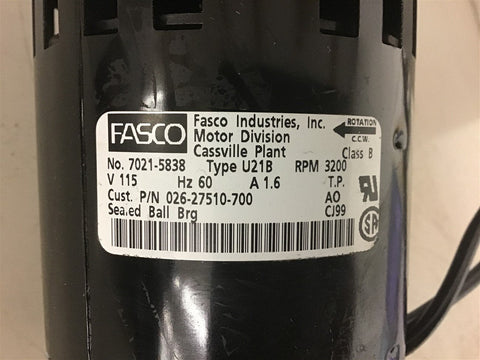 FASCO
Fasco Industries, Inc.
Motor Division
Cassville Plant
ROTATION
C.C.W.
Class B
No. 7021-5838 Type U21B RPM 3200
V 115 Hz 60 A 1.6 T.P.
Cust. P/N 026-27510-700 AO
Sealed Ball Brg CJ99